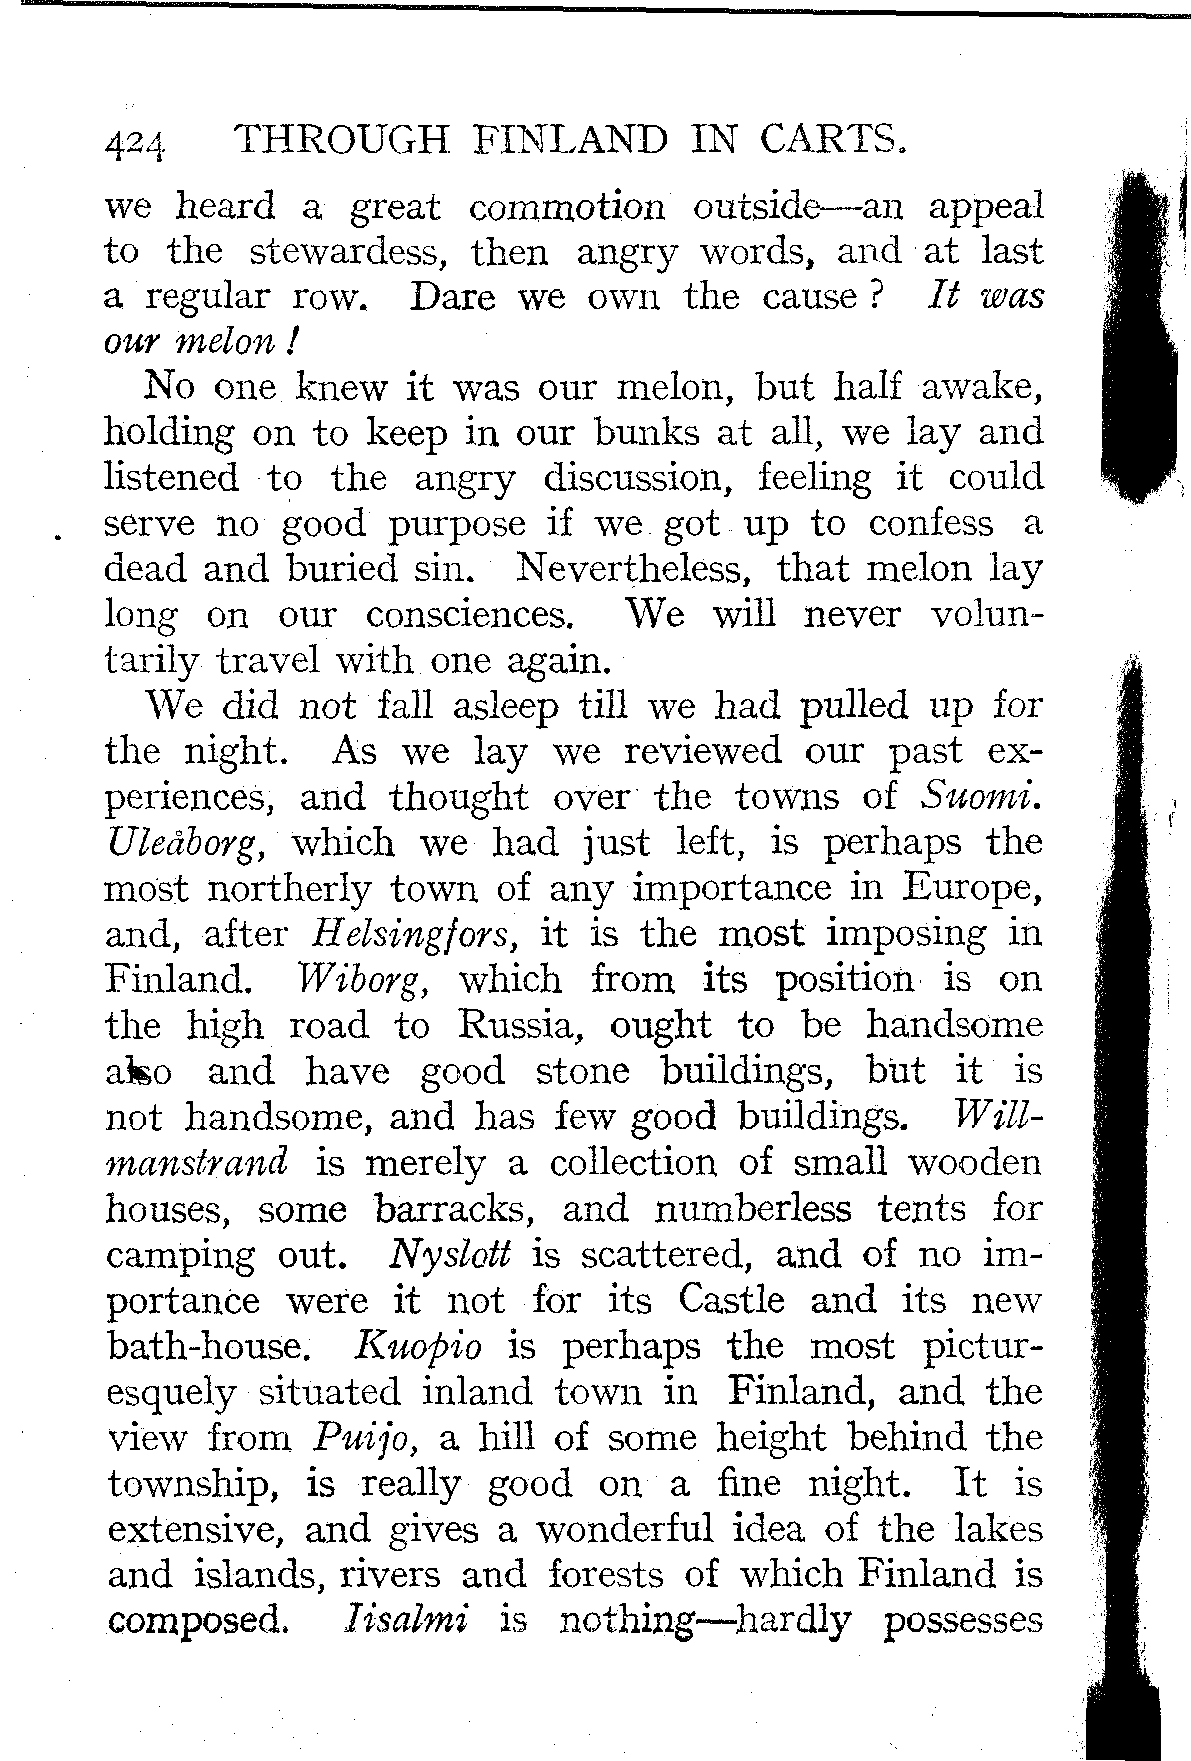 424 THROUGH FINLAND IN CARTS.
we heard a great commotion outside—an appeal
to the stewardess, then angry words, and at last
a regular row. Dare we own the cause ? It was
our melon !
No one knew it was our melon, but half awake,
holding on to keep in our bunks at all, we lay and
listened to the angry discussion, feeling it could
serve no good purpose if we got up to confess a
dead and buried sin. Nevertheless, that melon lay
long on our consciences. We will never volun-
tarily travel with one again.
We did not fall asleep till we had pulled up for
the night. As we lay we reviewed our past ex-
periences, and thought over the towns of Suomi.
Uleåborg, which we had just left, is perhaps the
most northerly town of any importance in Europe,
and, after Helsingfors, it is the most imposing in
Finland. Wiborg, which from its position is on
the high road to Russia, ought to be handsome
also and have good stone buildings, but it is
not handsome, and has few good buildings. Will-
manstrand is merely a collection of small wooden
houses, some barracks, and numberless tents for
camping out. Nyslott is scattered, and of no im-
portance were it not for its Castle and its new
bath-house. Kuopio is perhaps the most pictur-
esquely situated inland town in Finland, and the
view from Puijo, a hill of some height behind the
township, is really good on a fine night. It is
extensive, and gives a wonderful idea of the lakes
and islands, rivers and forests of which Finland is
composed. Iisalmi is nothing—hardly possesses